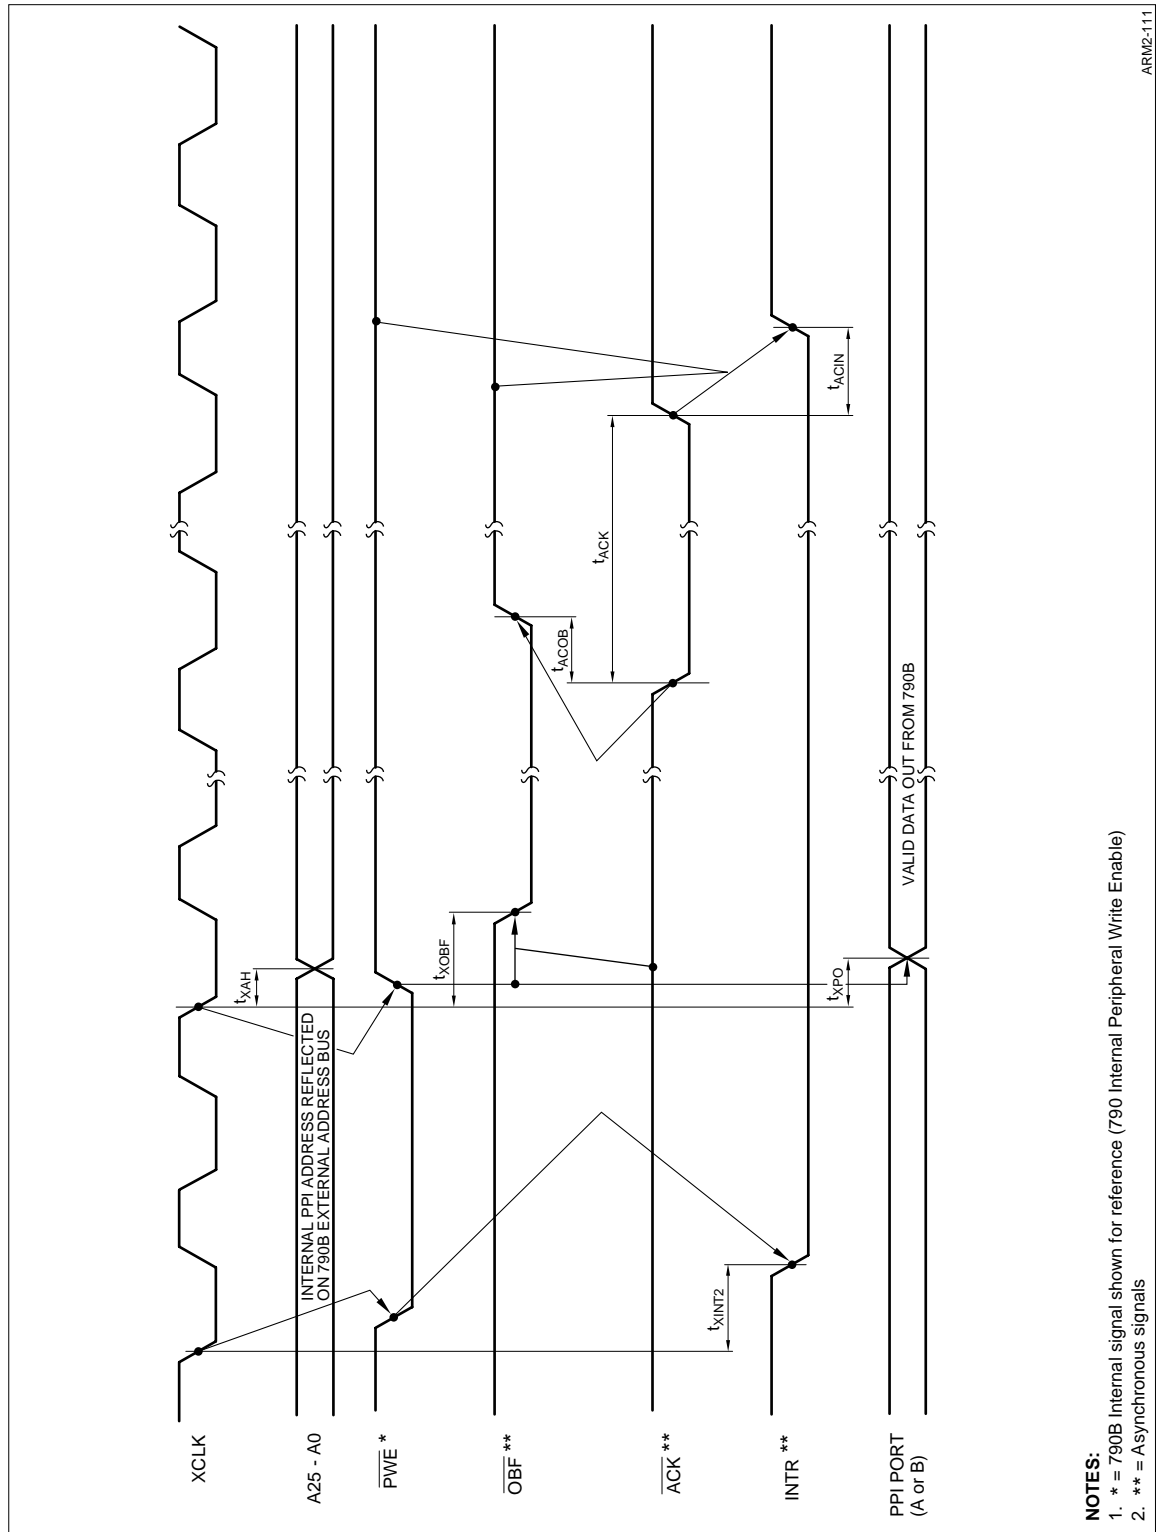 XCLK
A25 - A0
PWE *
OBF **
ACK **
INTR **
PPI PORT
(A or B)
INTERNAL PPI ADDRESS REFLECTED
ON 790B EXTERNAL ADDRESS BUS
tXAH
tXOBF
tXINT2
tXPO
tACOB
tACK
tACIN
VALID DATA OUT FROM 790B
NOTES:
1. * = 790B Internal signal shown for reference (790 Internal Peripheral Write Enable)
2. ** = Asynchronous signals
ARM2-111